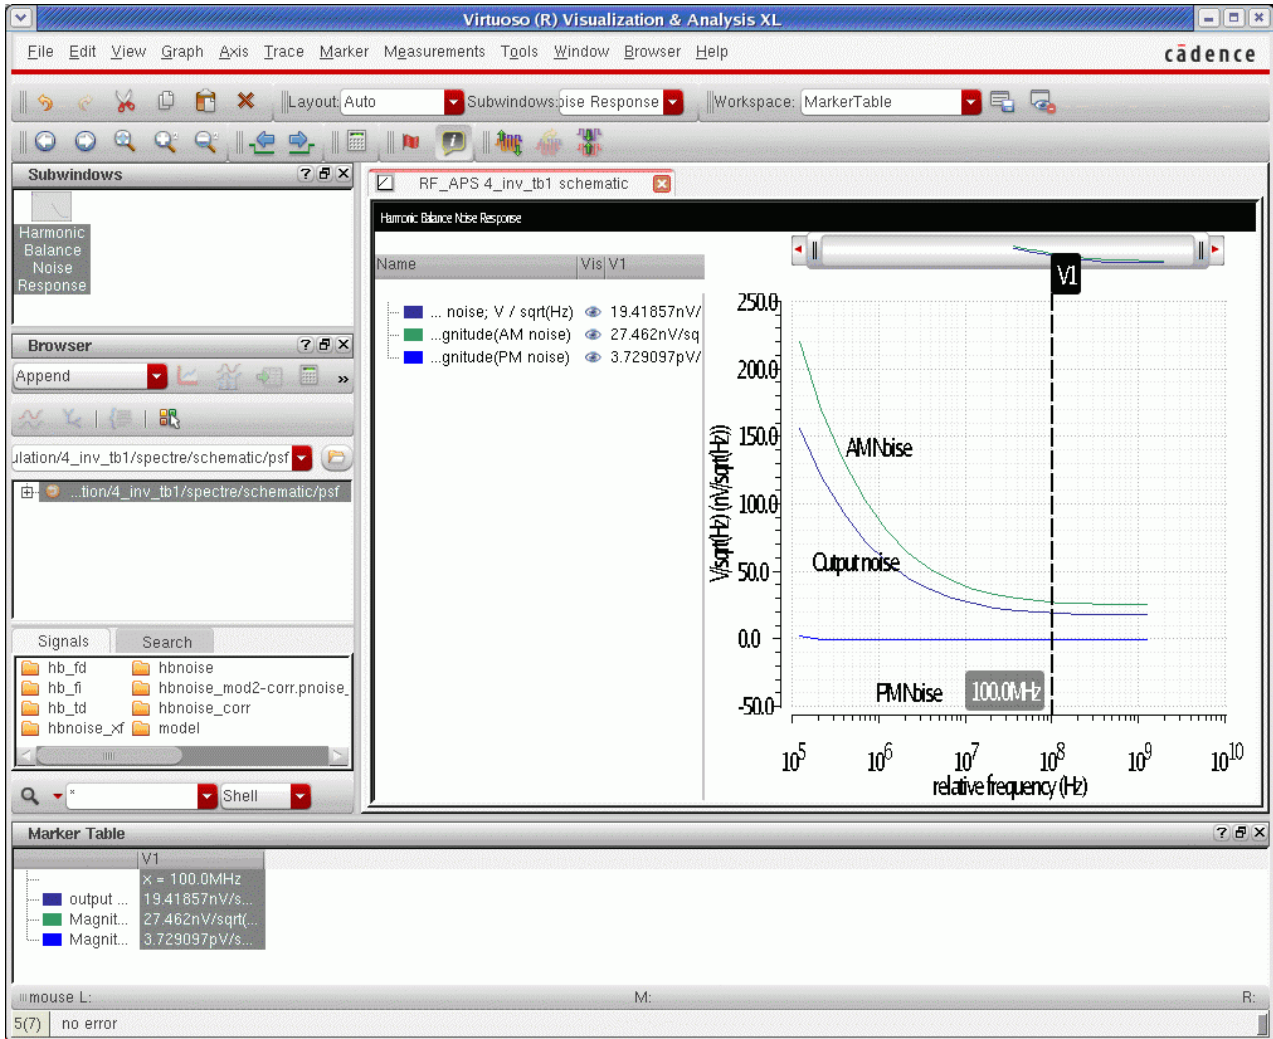 Virtuoso (R) Visualization & Analysis XL
File Edit View Graph Axis Trace Marker Measurements Tools Window Browser Help
cādence
Layout: Auto Subwindows: oise Response Workspace: MarkerTable
Subwindows
Harmonic
Balance
Noise
Response
RF_APS 4_inv_tb1 schematic
Harmonic Balance Noise Response
Name Vis V1
... noise; V / sqrt(Hz) 19.41857nV/
...gnitude(AM noise) 27.462nV/sq
...gnitude(PM noise) 3.729097pV/
V1
250.0
200.0
150.0
100.0
50.0
0.0
-50.0
V/sqrt(Hz) (nV/sqrt(Hz))
AM Noise
Output noise
PM Noise
100.0MHz
10^5 10^6 10^7 10^8 10^9 10^10
relative frequency (Hz)
Browser
Append »
ulation/4_inv_tb1/spectre/schematic/psf
...tion/4_inv_tb1/spectre/schematic/psf
Signals Search
hb_fd hbnoise
hb_fi hbnoise_mod2-corr.pnoise_
hb_td hbnoise_corr
hbnoise_xf model
* Shell
Marker Table
V1
x = 100.0MHz
output ... 19.41857nV/s...
Magnit... 27.462nV/sqrt(...
Magnit... 3.729097pV/s...
mouse L: M: R:
5(7) no error